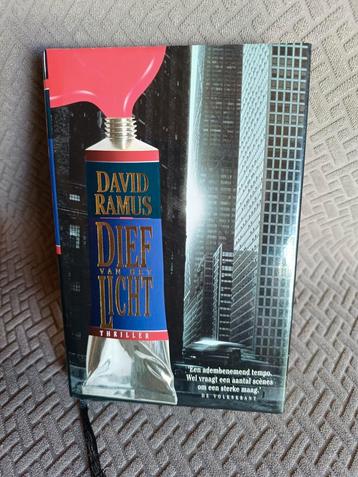 DAVID
RAMUS
DIEF
VAN HET
LICHT
THRILLER
'Een adembenemend tempo.
Wel vraagt een aantal scènes
om een sterke maag.'
DE VOLKSKRANT